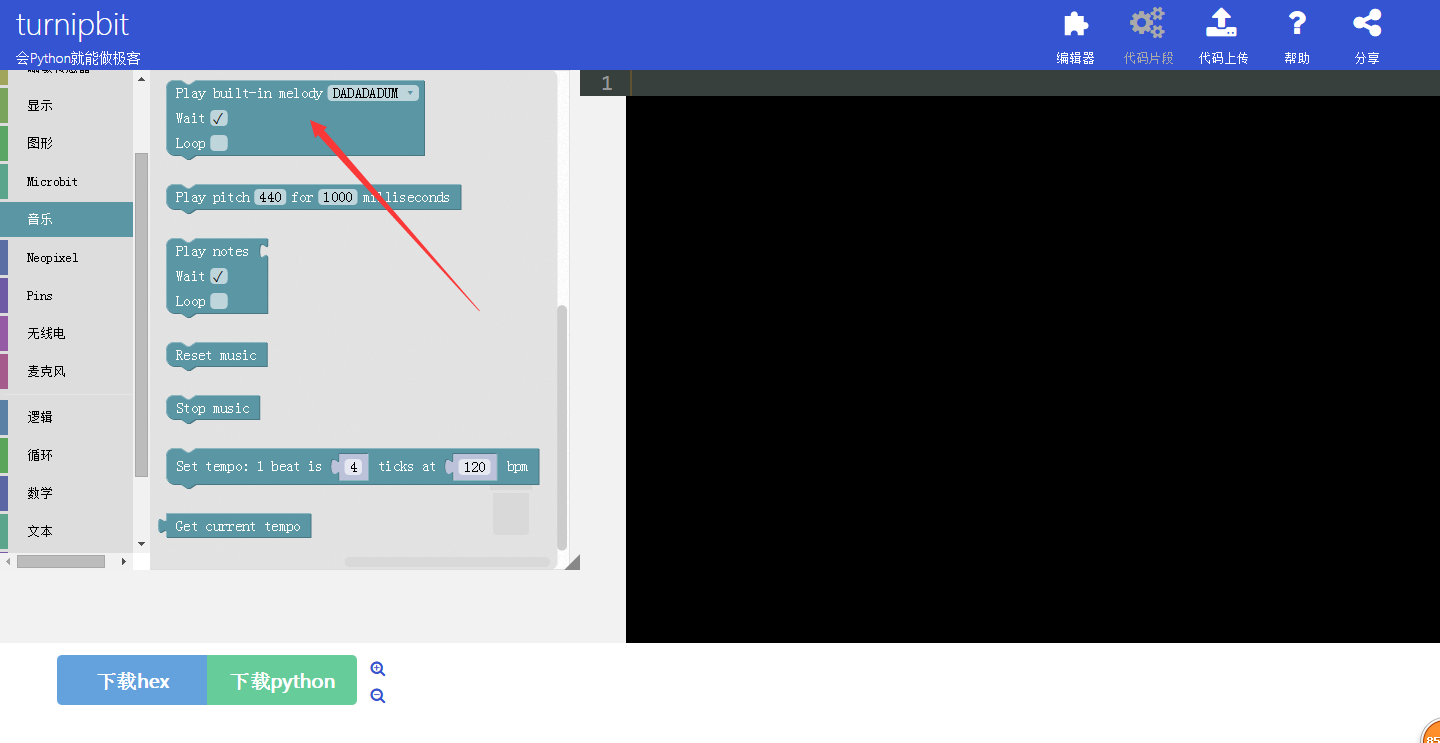 turnipbit
会Python就能做极客
编辑器
代码片段
代码上传
帮助
分享
显示
图形
Microbit
音乐
Neopixel
Pins
无线电
麦克风
逻辑
循环
数学
文本
Play built-in melody DADADADUM
Wait ✓
Loop
Play pitch 440 for 1000 milliseconds
Play notes
Wait ✓
Loop
Reset music
Stop music
Set tempo: 1 beat is 4 ticks at 120 bpm
Get current tempo
1
下载hex
下载python
85